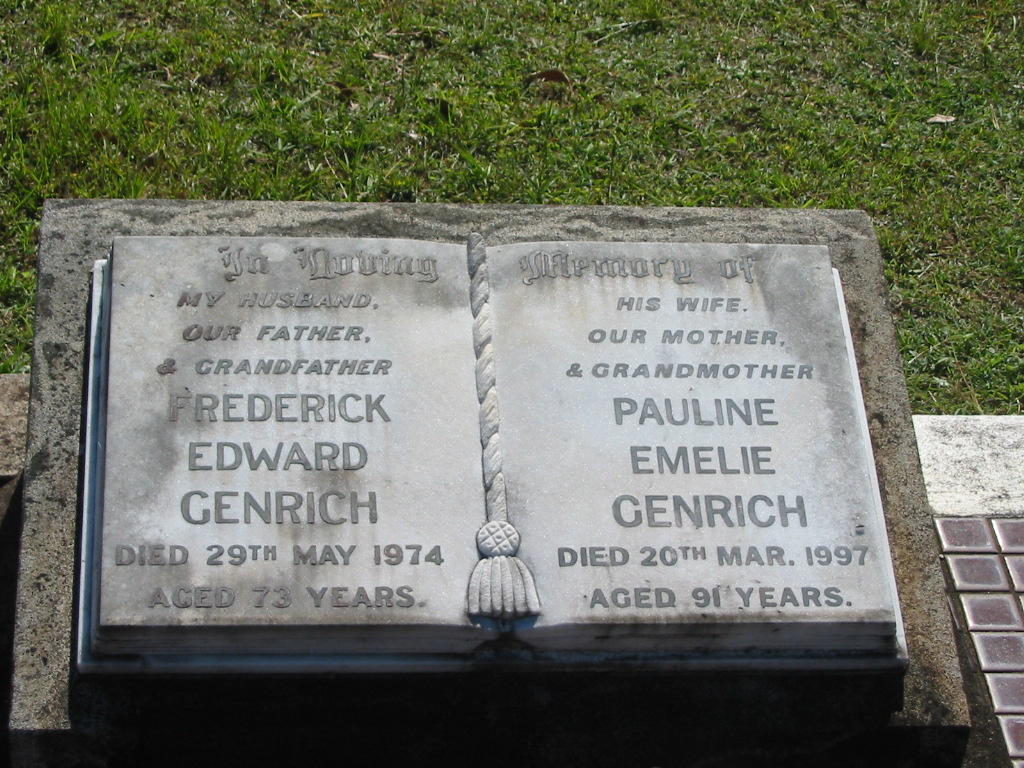 In Loving
MY HUSBAND,
OUR FATHER,
& GRANDFATHER
FREDERICK
EDWARD
GENRICH
DIED 29TH MAY 1974
AGED 73 YEARS.
Memory of
HIS WIFE.
OUR MOTHER,
& GRANDMOTHER
PAULINE
EMELIE
GENRICH
DIED 20TH MAR. 1997
AGED 91 YEARS.